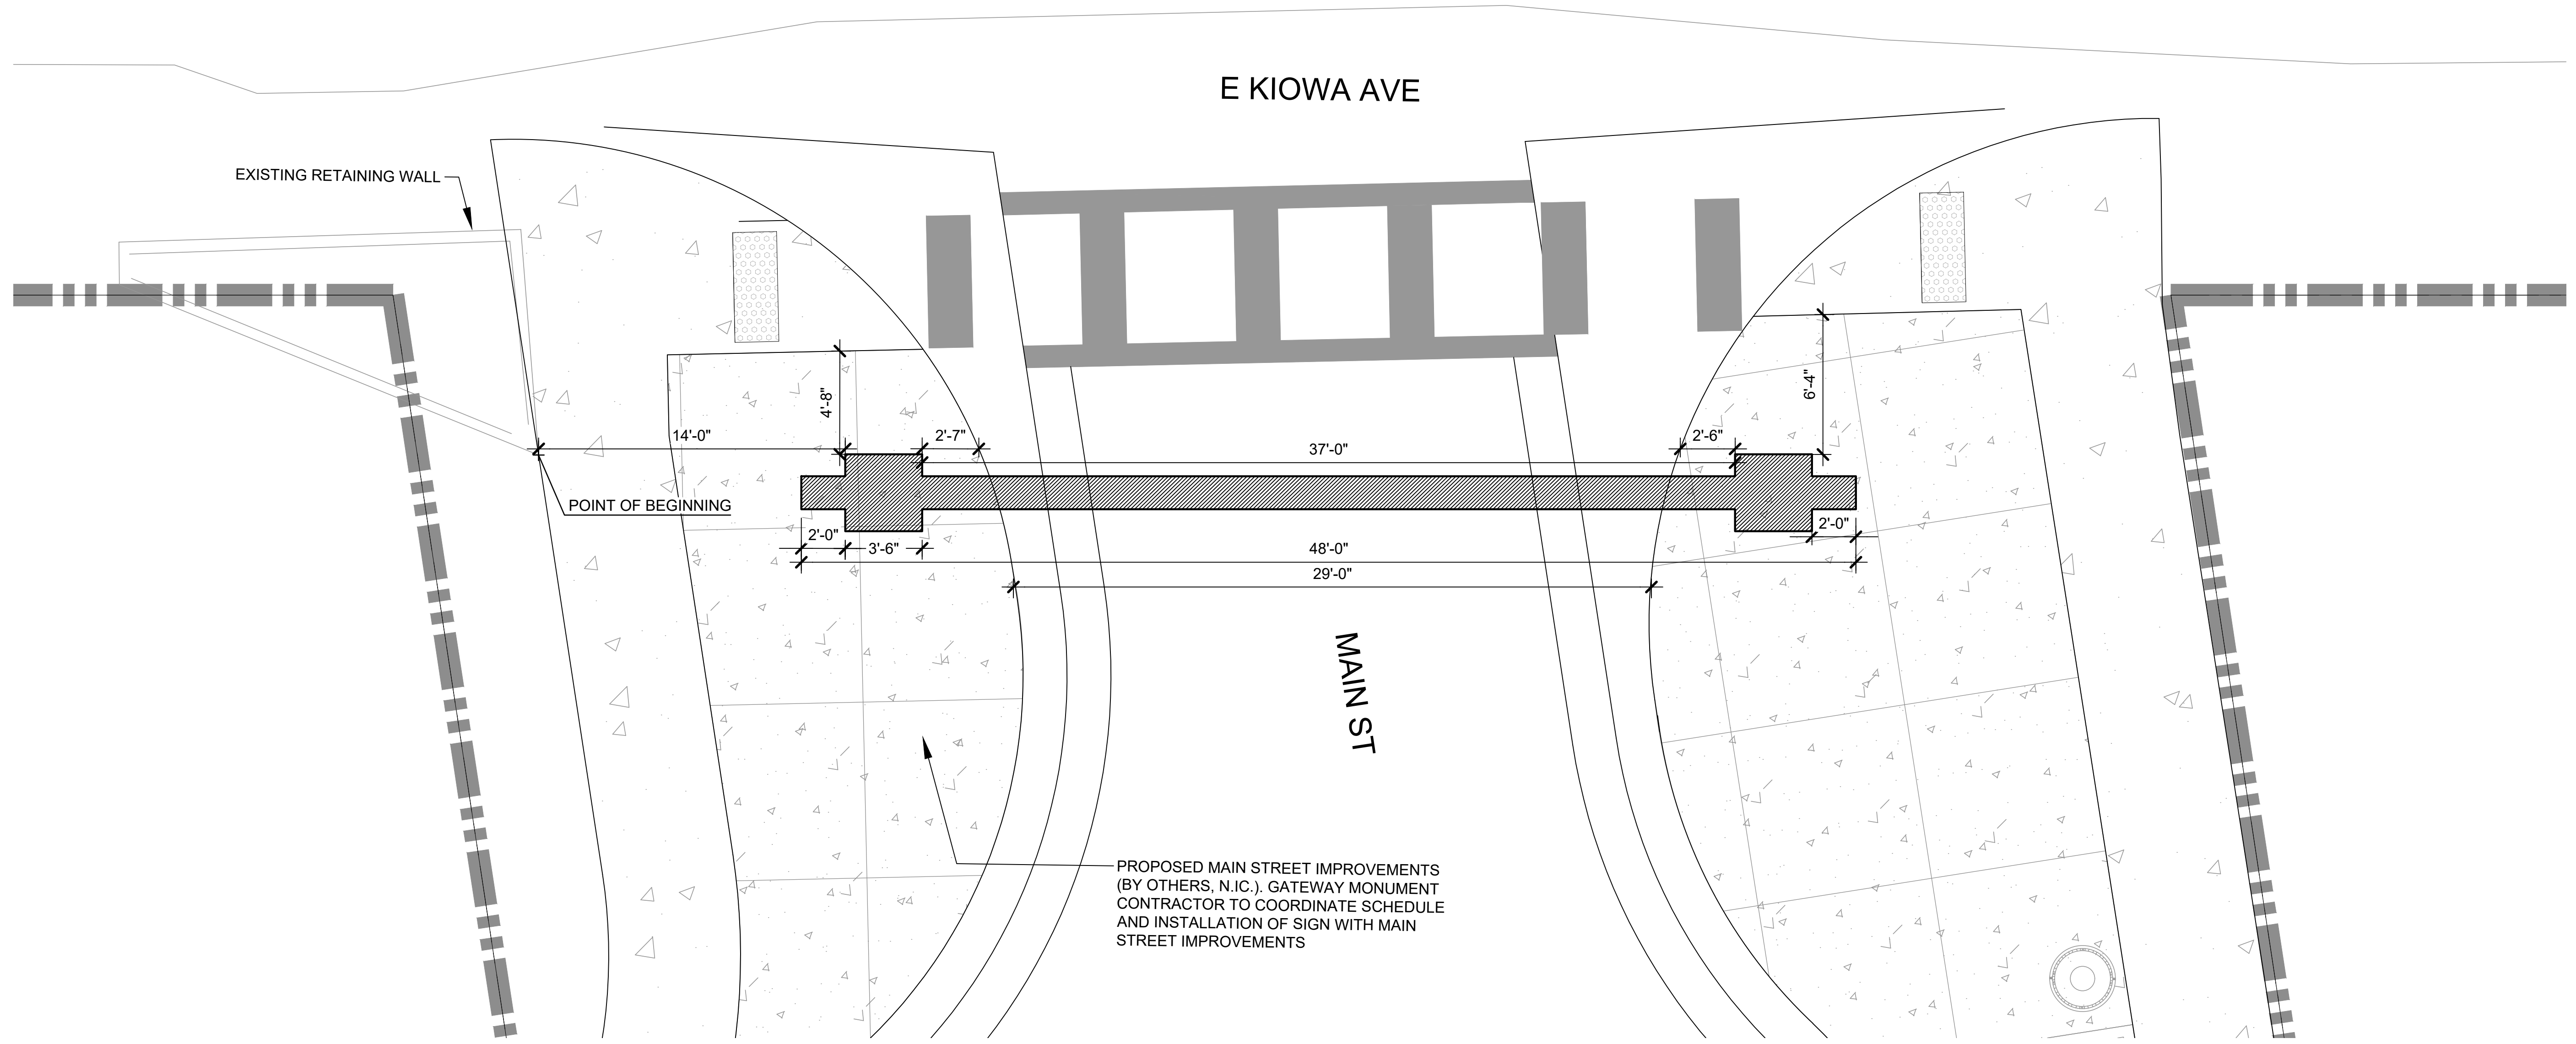 E KIOWA AVE
EXISTING RETAINING WALL
4'-8"
6'-4"
14'-0"
2'-7"
37'-0"
2'-6"
POINT OF BEGINNING
2'-0"
3'-6"
48'-0"
2'-0"
29'-0"
MAIN ST
PROPOSED MAIN STREET IMPROVEMENTS
(BY OTHERS, N.IC.). GATEWAY MONUMENT
CONTRACTOR TO COORDINATE SCHEDULE
AND INSTALLATION OF SIGN WITH MAIN
STREET IMPROVEMENTS